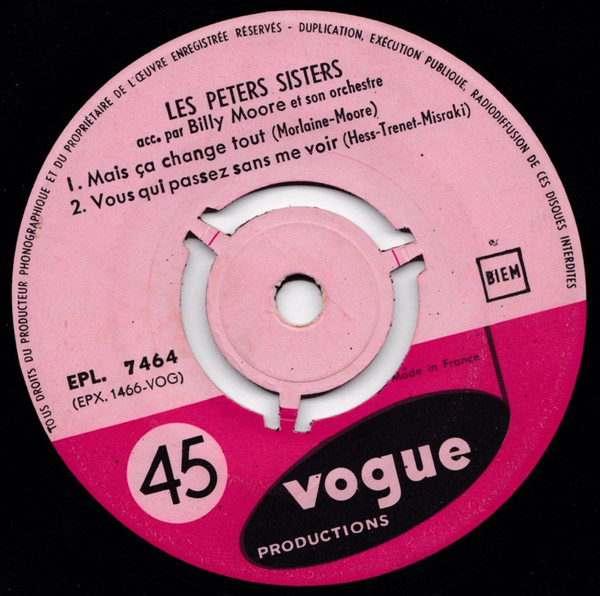 TOUS DROITS DU PRODUCTEUR PHONOGRAPHIQUE ET DU PROPRIÉTAIRE DE L'ŒUVRE ENREGISTRÉE RÉSERVÉS - DUPLICATION, EXÉCUTION PUBLIQUE, RADIODIFFUSION DE CES DISQUES INTERDITES
LES PETERS SISTERS
acc. par Billy Moore et son orchestre
1. Mais ça change tout (Morlaine-Moore)
2. Vous qui passez sans me voir (Hess-Trenet-Misraki)
BIEM
EPL. 7464
(EPX. 1466-VOG)
Made in France
45
vogue
PRODUCTIONS